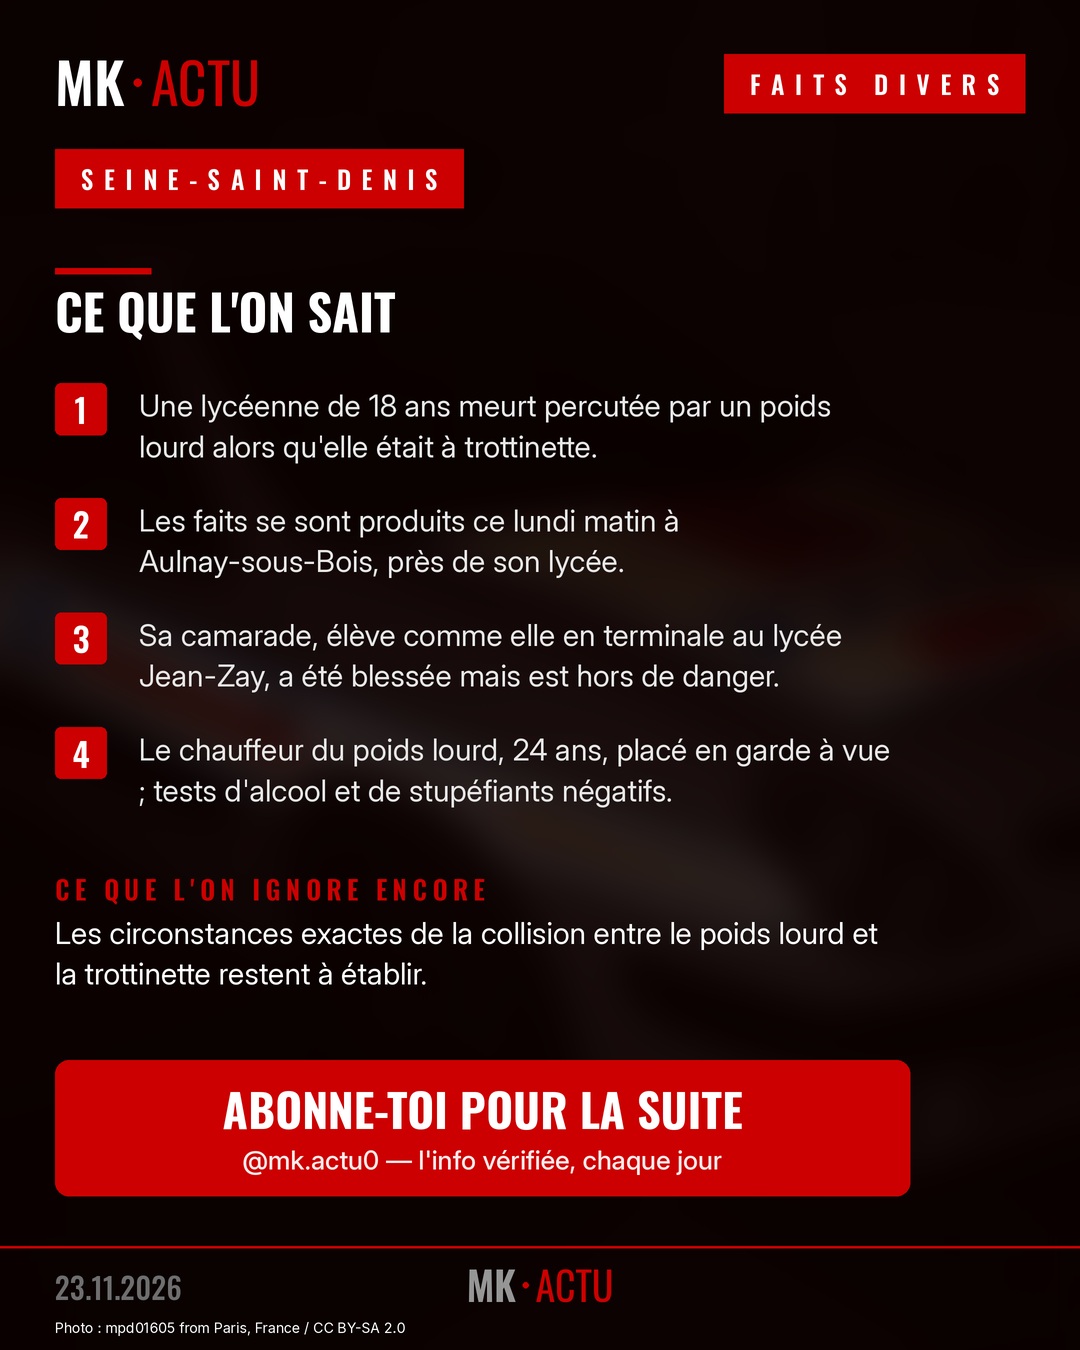 MK·ACTU
FAITS DIVERS
SEINE-SAINT-DENIS
CE QUE L'ON SAIT
1
Une lycéenne de 18 ans meurt percutée par un poids
lourd alors qu'elle était à trottinette.
2
Les faits se sont produits ce lundi matin à
Aulnay-sous-Bois, près de son lycée.
3
Sa camarade, élève comme elle en terminale au lycée
Jean-Zay, a été blessée mais est hors de danger.
4
Le chauffeur du poids lourd, 24 ans, placé en garde à vue
; tests d'alcool et de stupéfiants négatifs.
CE QUE L'ON IGNORE ENCORE
Les circonstances exactes de la collision entre le poids lourd et
la trottinette restent à établir.
ABONNE-TOI POUR LA SUITE
@mk.actu0 — l'info vérifiée, chaque jour
23.11.2026
MK·ACTU
Photo : mpd01605 from Paris, France / CC BY-SA 2.0